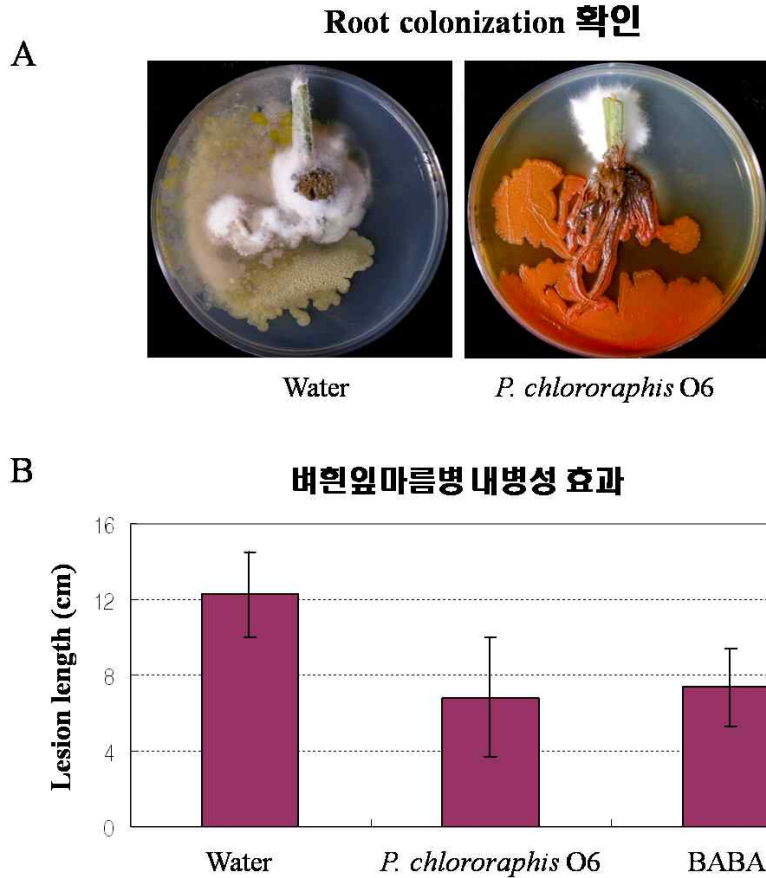 Root colonization 확인
A
Water P. chlororaphis O6
B
벼흰잎마름병 내병성 효과
Lesion length (cm)
16
12
8
4
0
Water P. chlororaphis O6 BABA